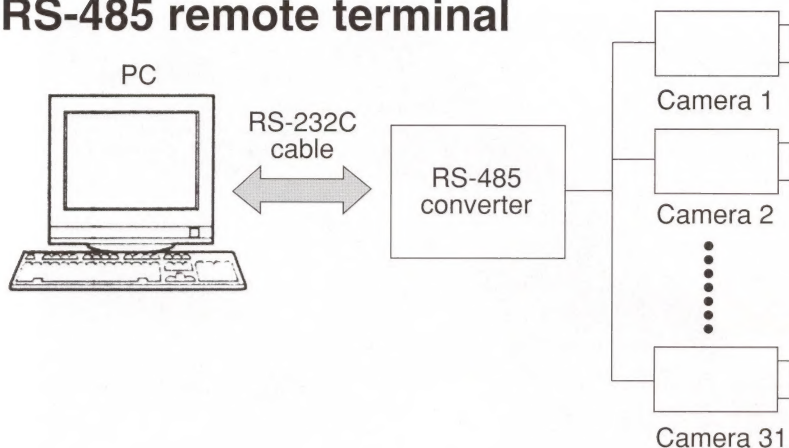 RS-485 remote terminal
PC
RS-232C
cable
RS-485
converter
Camera 1
Camera 2
Camera 31